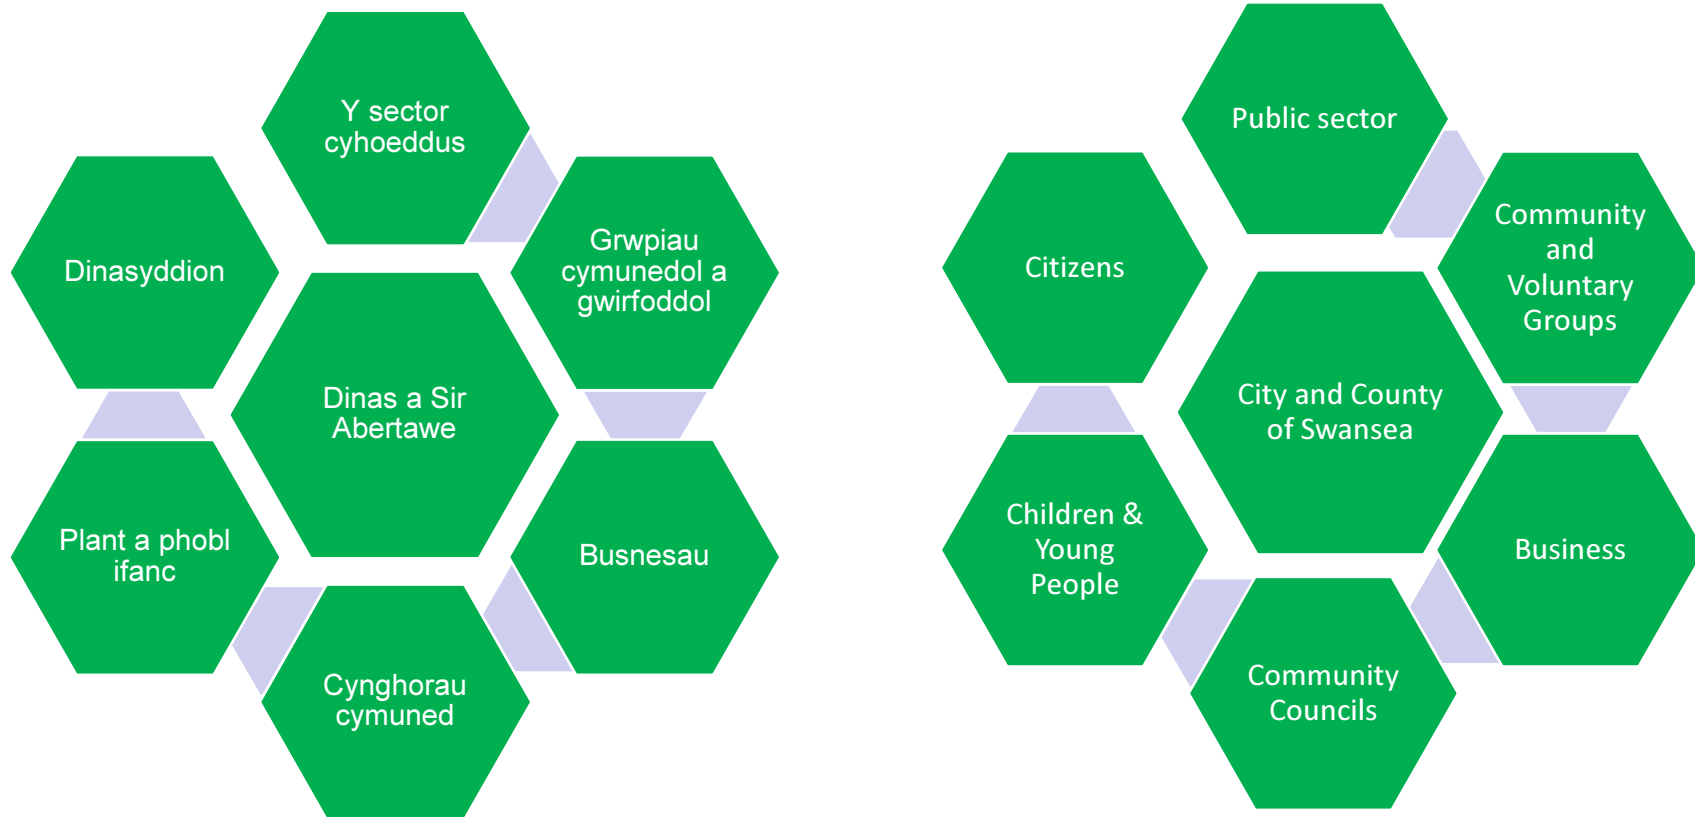 Y sector
cyhoeddus
Grwpiau
cymunedol a
gwirfoddol
Dinasyddion
Dinas a Sir
Abertawe
Plant a phobl
ifanc
Busnesau
Cynghorau
cymuned
Public sector
Community
and
Voluntary
Groups
Citizens
City and County
of Swansea
Children &
Young
People
Business
Community
Councils